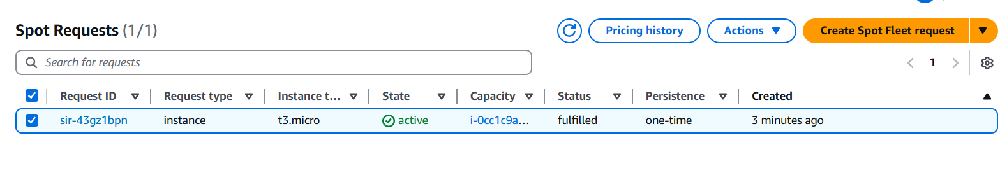 Spot Requests (1/1) Pricing history Actions Create Spot Fleet request
Search for requests 1
Request ID Request type Instance t... State Capacity Status Persistence Created
sir-43gz1bpn instance t3.micro active i-0cc1c9a... fulfilled one-time 3 minutes ago